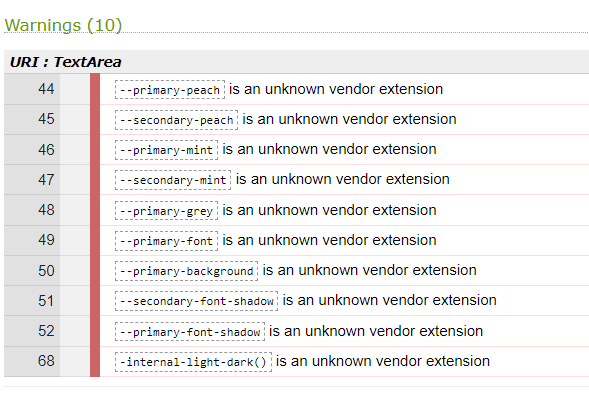 Warnings (10)
URI : TextArea
44 --primary-peach is an unknown vendor extension
45 --secondary-peach is an unknown vendor extension
46 --primary-mint is an unknown vendor extension
47 --secondary-mint is an unknown vendor extension
48 --primary-grey is an unknown vendor extension
49 --primary-font is an unknown vendor extension
50 --primary-background is an unknown vendor extension
51 --secondary-font-shadow is an unknown vendor extension
52 --primary-font-shadow is an unknown vendor extension
68 -internal-light-dark() is an unknown vendor extension